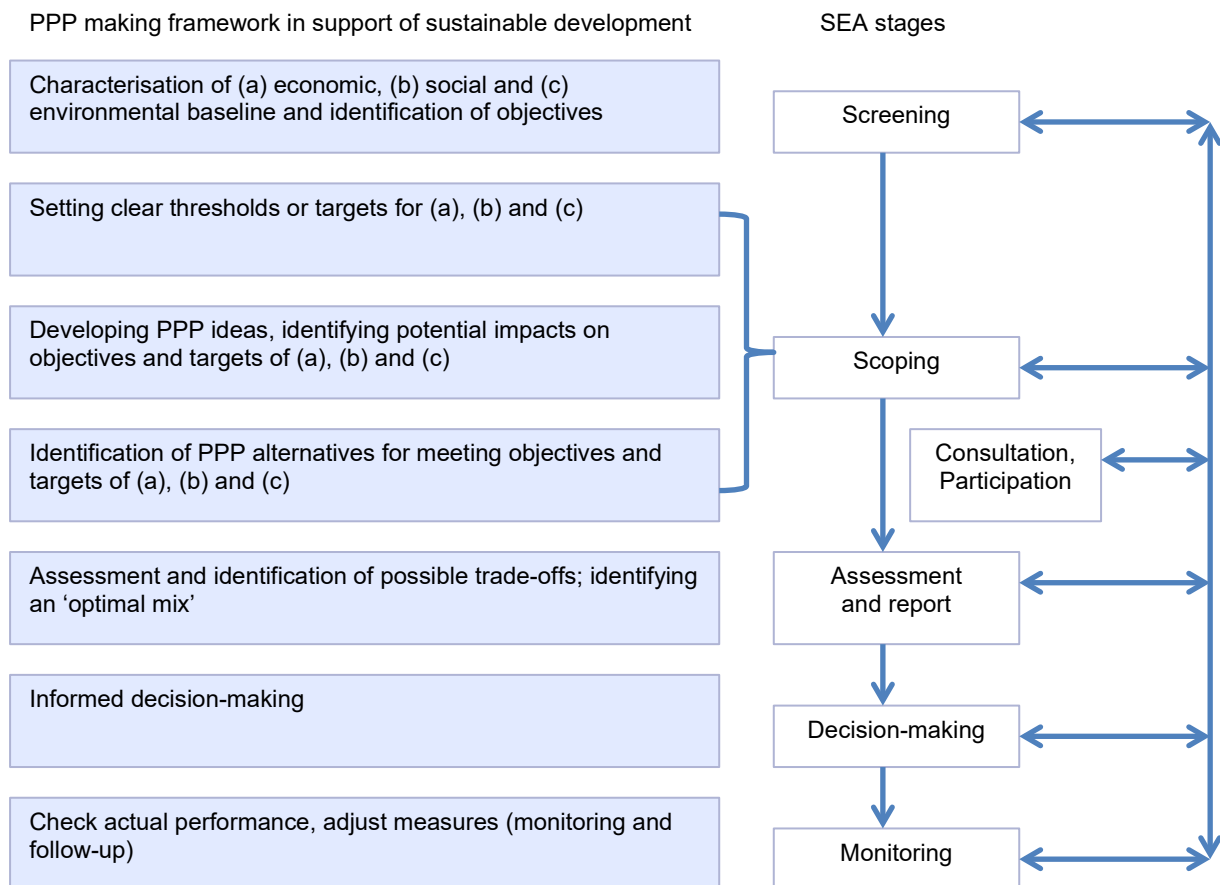 PPP making framework in support of sustainable development
SEA stages
Characterisation of (a) economic, (b) social and (c)
environmental baseline and identification of objectives
Screening
Setting clear thresholds or targets for (a), (b) and (c)
Developing PPP ideas, identifying potential impacts on
objectives and targets of (a), (b) and (c)
Scoping
Identification of PPP alternatives for meeting objectives and
targets of (a), (b) and (c)
Consultation,
Participation
Assessment and identification of possible trade-offs; identifying
an ‘optimal mix’
Assessment
and report
Informed decision-making
Decision-making
Check actual performance, adjust measures (monitoring and
follow-up)
Monitoring